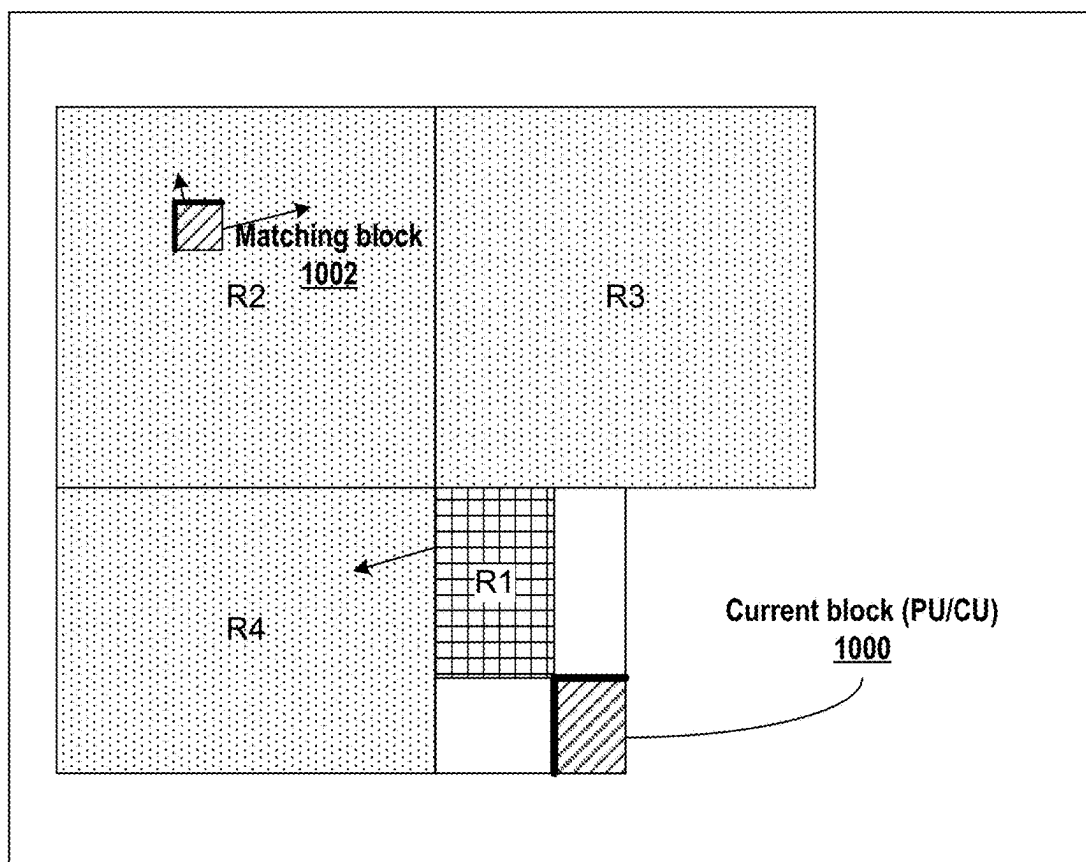 Matching block
1002
R2
R3
R1
R4
Current block (PU/CU)
1000